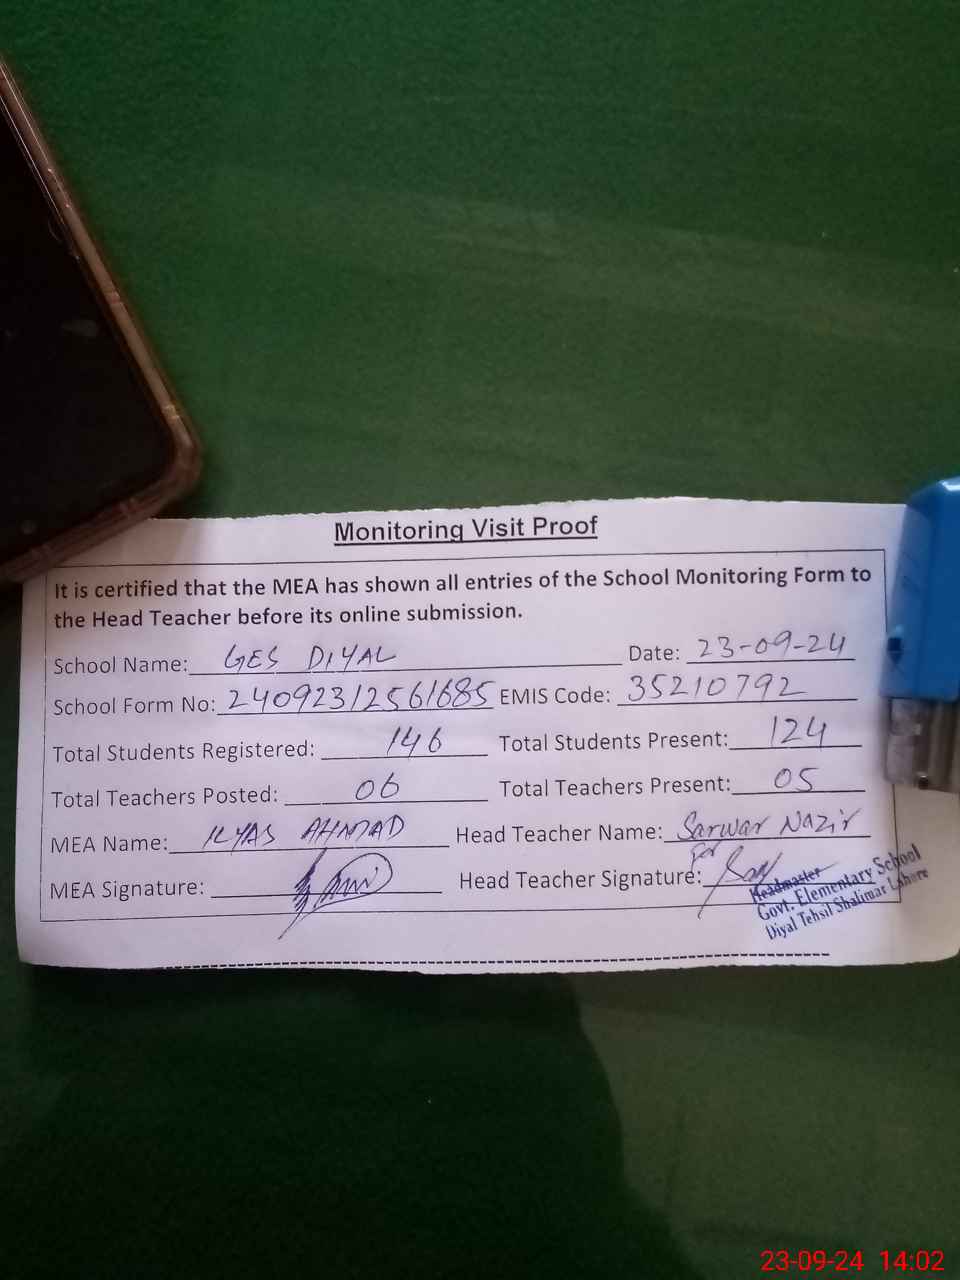 Monitoring Visit Proof
It is certified that the MEA has shown all entries of the School Monitoring Form to
the Head Teacher before its online submission.
School Name: GES DIYAL Date: 23-09-24
School Form No: 24092312561685 EMIS Code: 35210792
Total Students Registered: 146 Total Students Present: 124
Total Teachers Posted: 06 Total Teachers Present: 05
MEA Name: ILYAS AHMAD Head Teacher Name: Sarwar Nazir
MEA Signature: Head Teacher Signature: for
Headmaster
Govt. Elementary School
Diyal Tehsil Shalimar Lahore
23-09-24 14:02